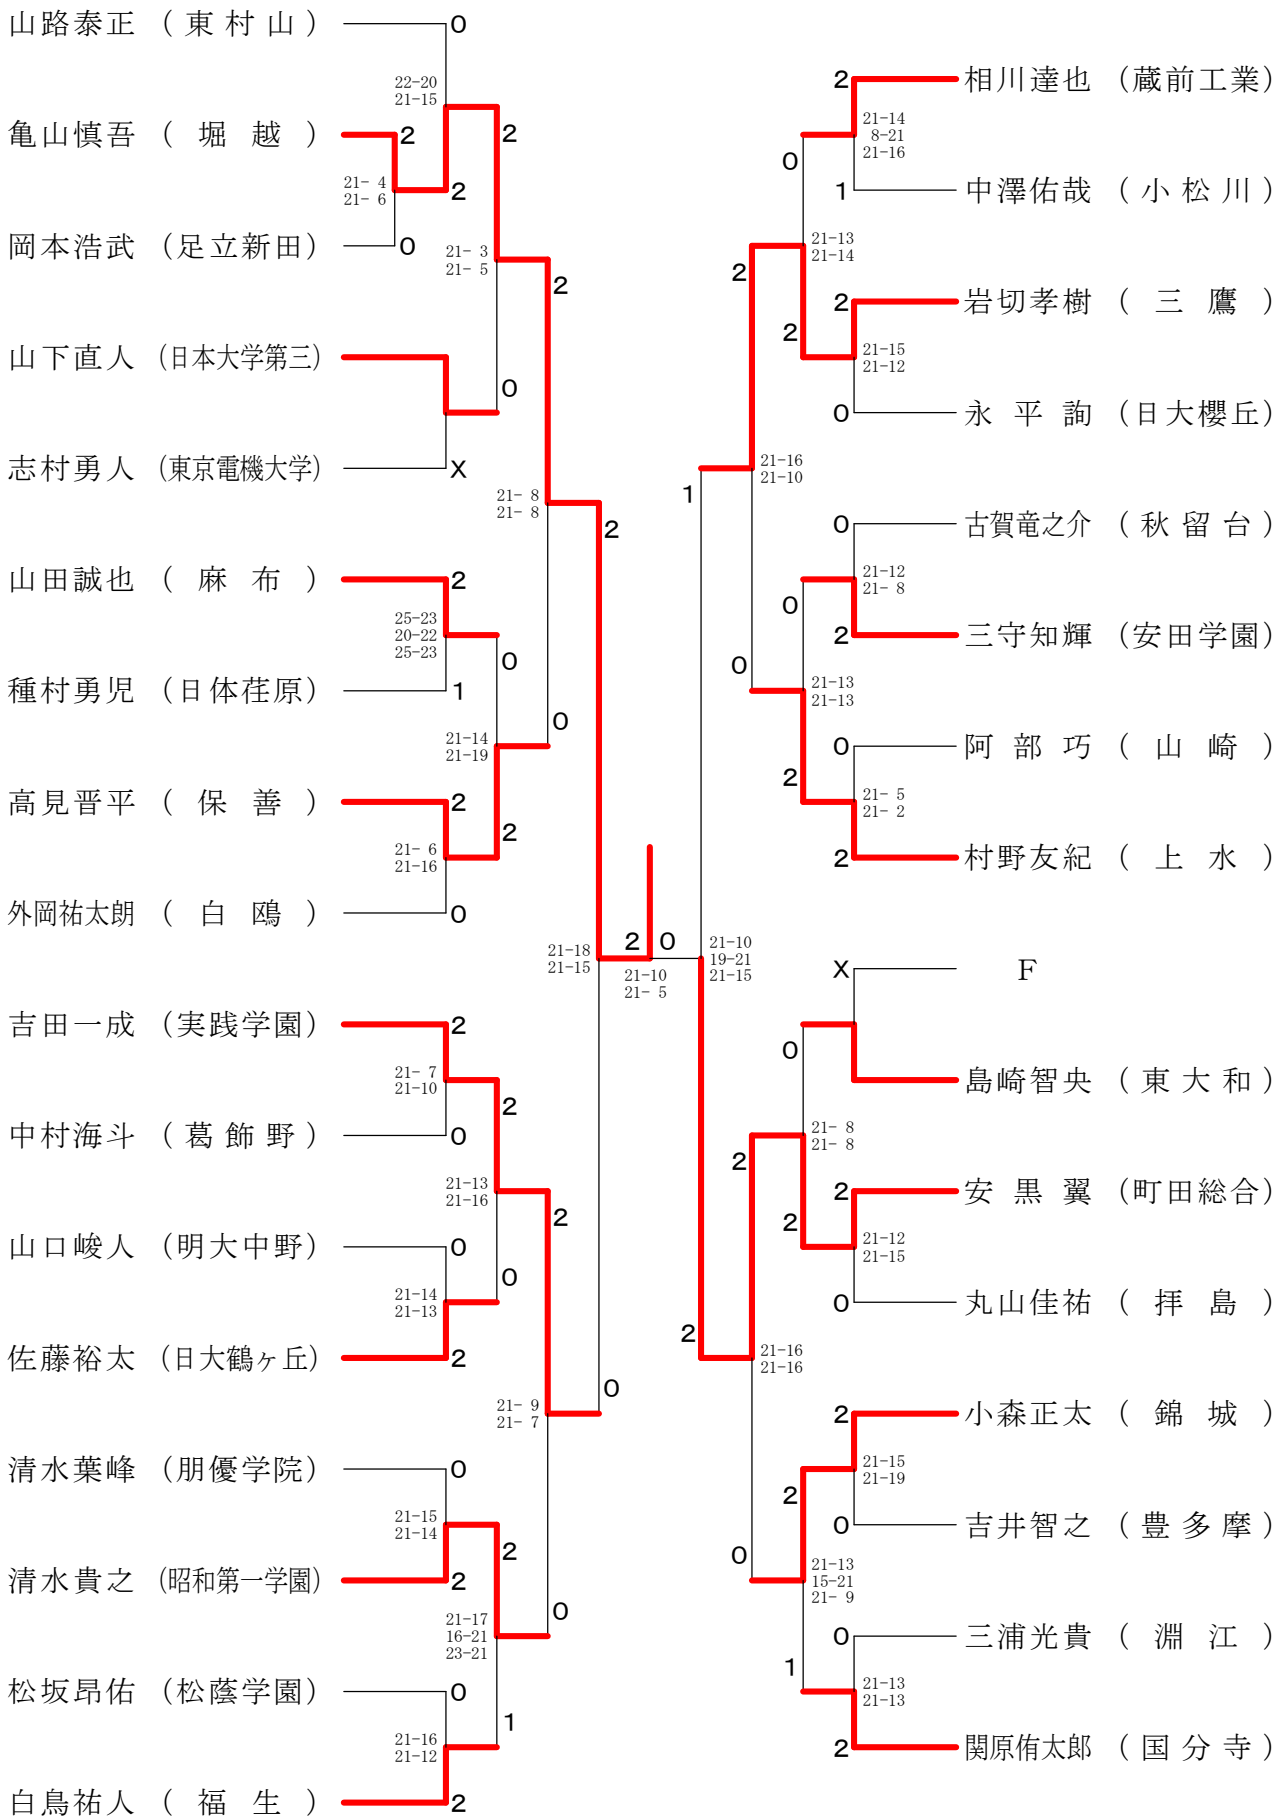 山路泰正 （ 東 村 山 ） 0
22-20
21-15
亀山慎吾 （ 堀 越 ） 2
2
21- 4
21- 6
2
岡本浩武 （足立新田） 0
21- 3
21- 5
2
山下直人 （日本大学第三）
0
志村勇人 （東京電機大学） X
21- 8
21- 8
2
山田誠也 （ 麻 布 ） 2
25-23
20-22
25-23
0
種村勇児 （日体荏原） 1
0
21-14
21-19
高見晋平 （ 保 善 ） 2
2
21- 6
21-16
外岡祐太朗 （ 白 鴎 ） 0
21-18
21-15
2 0
21-10
21- 5
吉田一成 （実践学園） 2
21- 7
21-10
2
中村海斗 （ 葛 飾 野 ） 0
21-13
21-16
2
山口峻人 （明大中野） 0
0
21-14
21-13
佐藤裕太 （日大鶴ヶ丘） 2
0
21- 9
21- 7
清水葉峰 （朋優学院） 0
21-15
21-14
2
清水貴之 （昭和第一学園） 2
0
21-17
16-21
23-21
松坂昂佑 （松蔭学園） 0
1
21-16
21-12
白鳥祐人 （ 福 生 ） 2
2 相川達也 （蔵前工業）
21-14
8-21
21-16
0
1 中澤佑哉 （ 小 松 川 ）
21-13
21-14
2
2 岩切孝樹 （ 三 鷹 ）
2
21-15
21-12
0 永 平 詢 （日大櫻丘）
21-16
21-10
1
0 古賀竜之介 （ 秋 留 台 ）
21-12
21- 8
0
2 三守知輝 （安田学園）
0
21-13
21-13
0 阿 部 巧 （ 山 崎 ）
2
21- 5
21- 2
2 村野友紀 （ 上 水 ）
21-10
19-21
21-15
X F
0
島崎智央 （ 東 大 和 ）
21- 8
21- 8
2
2 安 黒 翼 （町田総合）
2
21-12
21-15
0 丸山佳祐 （ 拝 島 ）
2
21-16
21-16
2 小森正太 （ 錦 城 ）
21-15
21-19
2
0 吉井智之 （ 豊 多 摩 ）
0
21-13
15-21
21- 9
0 三浦光貴 （ 淵 江 ）
1
21-13
21-13
2 関原侑太郎 （ 国 分 寺 ）